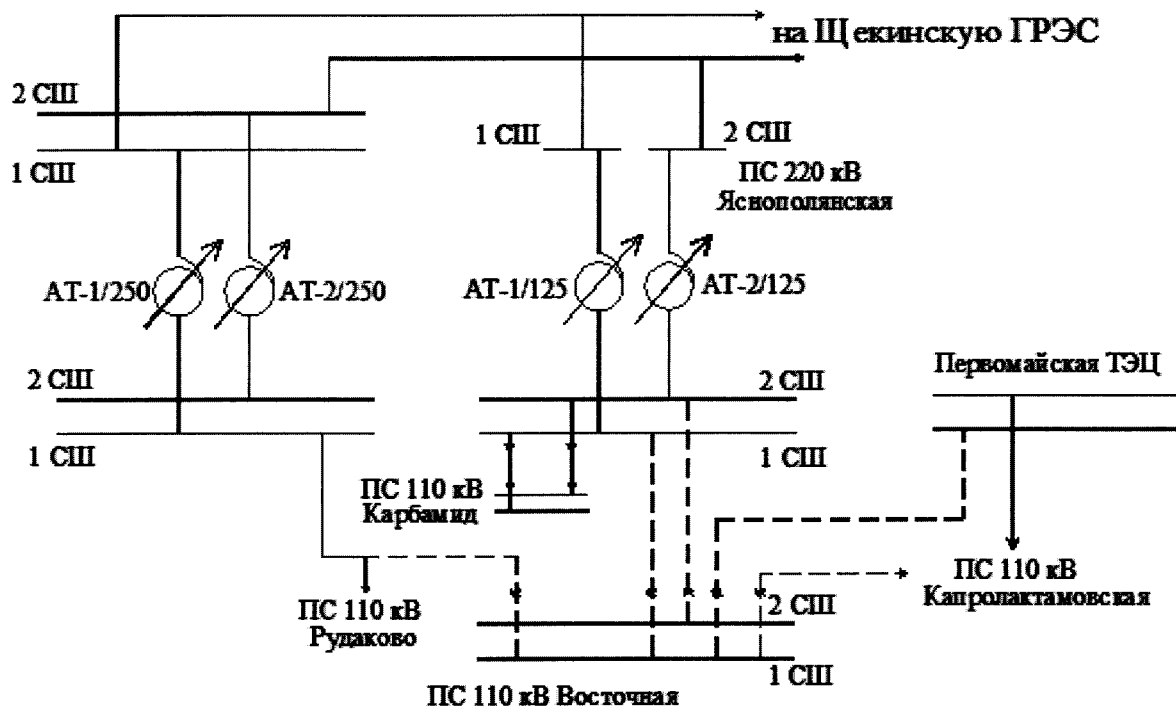 на Щекинскую ГРЭС
2 СШ
1 СШ
1 СШ
2 СШ
ПС 220 кВ
Яснополянская
АТ-1/250
АТ-2/250
АТ-1/125
АТ-2/125
2 СШ
1 СШ
2 СШ
1 СШ
Первомайская ТЭЦ
ПС 110 кВ
Карбамид
ПС 110 кВ
Рудаково
ПС 110 кВ
Капролактамовская
2 СШ
1 СШ
ПС 110 кВ Восточная